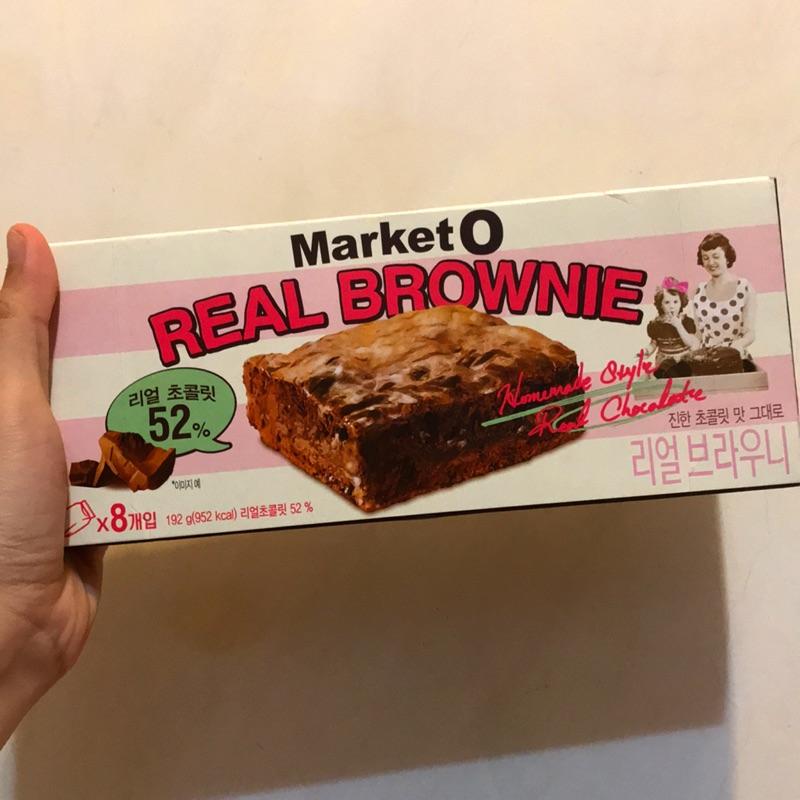 Market O
REAL BROWNIE
리얼 초콜릿
52%
*이미지 예
Homemade Style
Real Chocolate
진한 초콜릿 맛 그대로
리얼 브라우니
x8개입 192 g(952 kcal) 리얼초콜릿 52 %